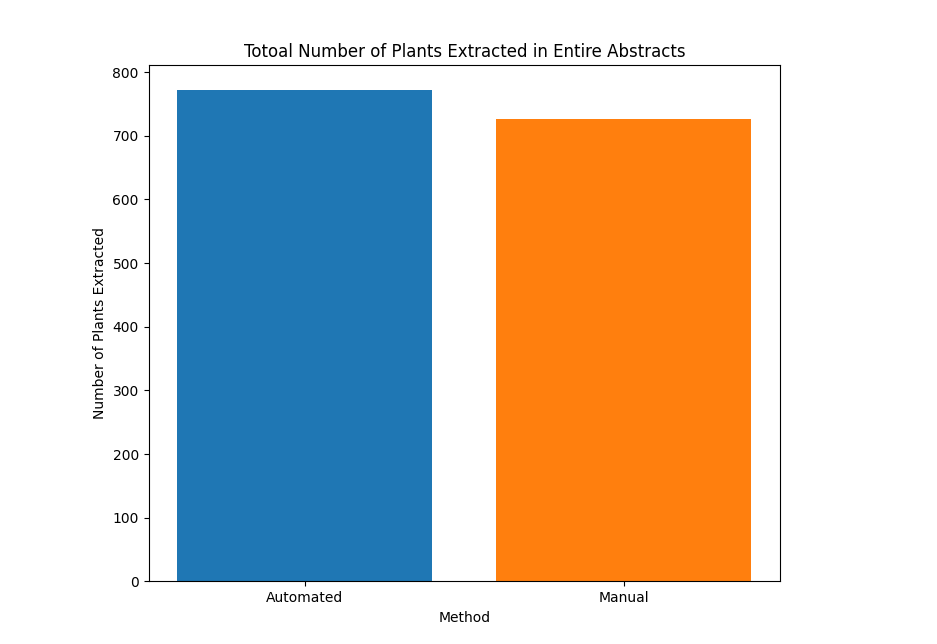 Totoal Number of Plants Extracted in Entire Abstracts
Number of Plants Extracted
800
700
600
500
400
300
200
100
0
Automated
Manual
Method